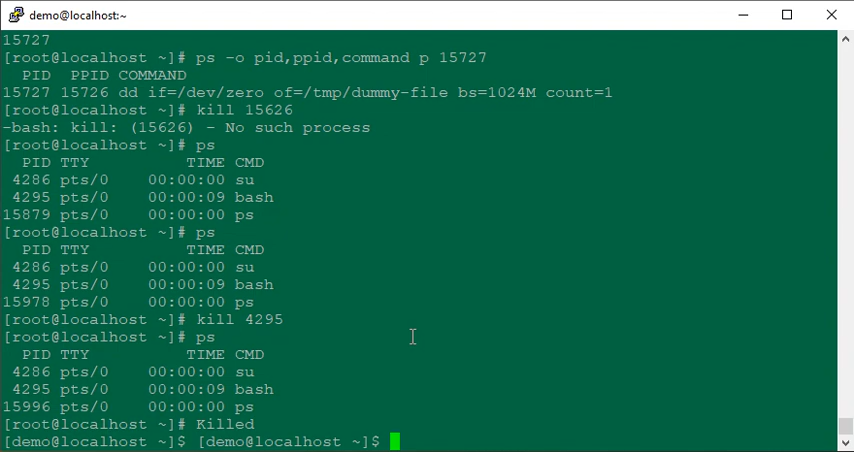 demo@localhost:~
15727
[root@localhost ~]# ps -o pid,ppid,command p 15727
  PID  PPID COMMAND
15727 15726 dd if=/dev/zero of=/tmp/dummy-file bs=1024M count=1
[root@localhost ~]# kill 15626
-bash: kill: (15626) - No such process
[root@localhost ~]# ps
  PID TTY          TIME CMD
 4286 pts/0    00:00:00 su
 4295 pts/0    00:00:09 bash
15879 pts/0    00:00:00 ps
[root@localhost ~]# ps
  PID TTY          TIME CMD
 4286 pts/0    00:00:00 su
 4295 pts/0    00:00:09 bash
15978 pts/0    00:00:00 ps
[root@localhost ~]# kill 4295
[root@localhost ~]# ps
  PID TTY          TIME CMD
 4286 pts/0    00:00:00 su
 4295 pts/0    00:00:09 bash
15996 pts/0    00:00:00 ps
[root@localhost ~]# Killed
[demo@localhost ~]$ [demo@localhost ~]$